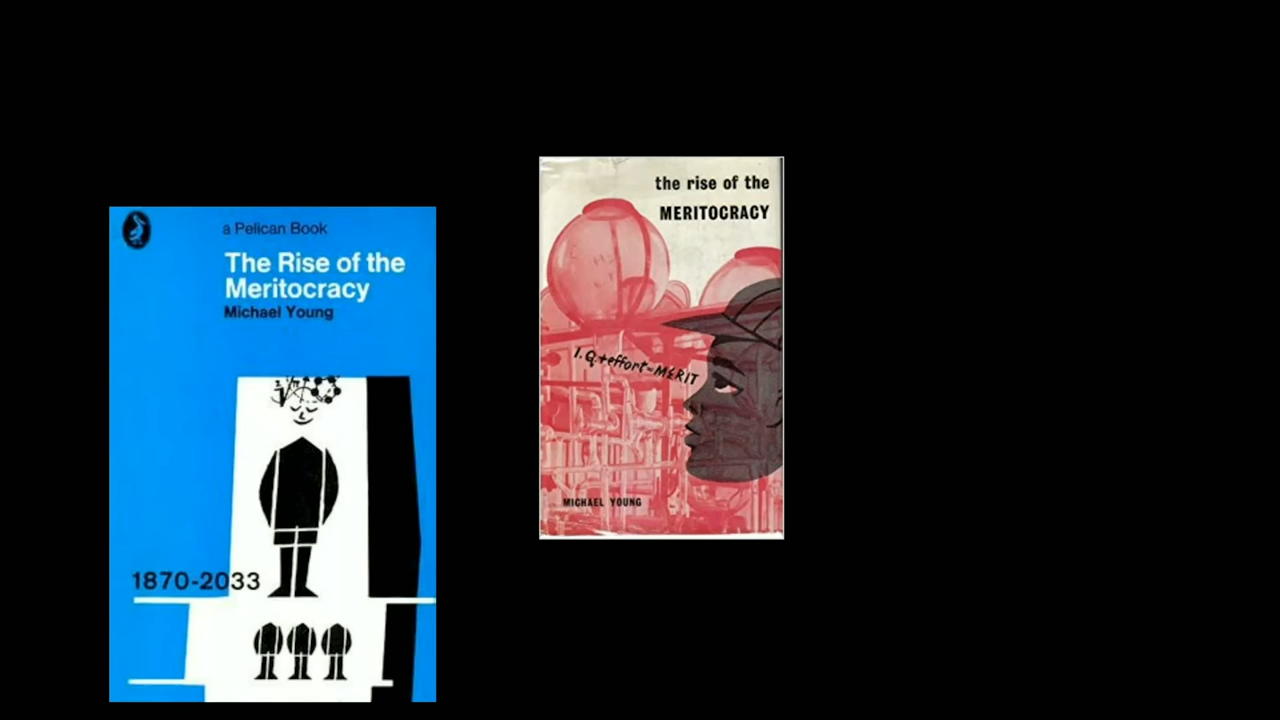 a Pelican Book
The Rise of the
Meritocracy
Michael Young
1870-2033
the rise of the
MERITOCRACY
I.Q.+effort=MERIT
MICHAEL YOUNG